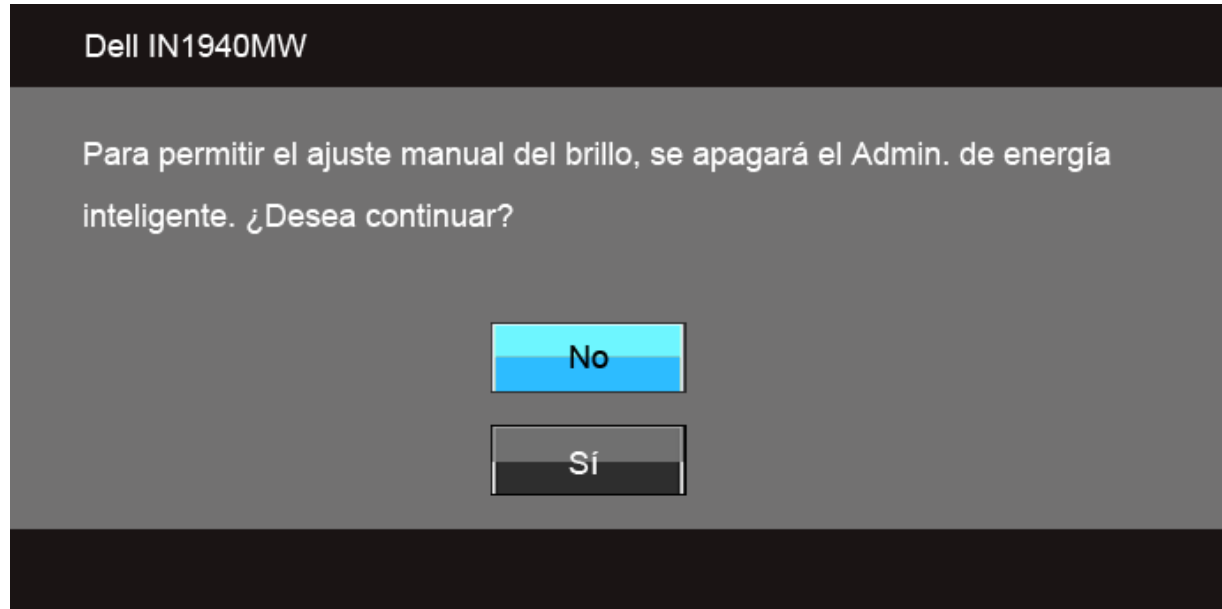 Dell IN1940MW
Para permitir el ajuste manual del brillo, se apagará el Admin. de energía
inteligente. ¿Desea continuar?
No
Sí